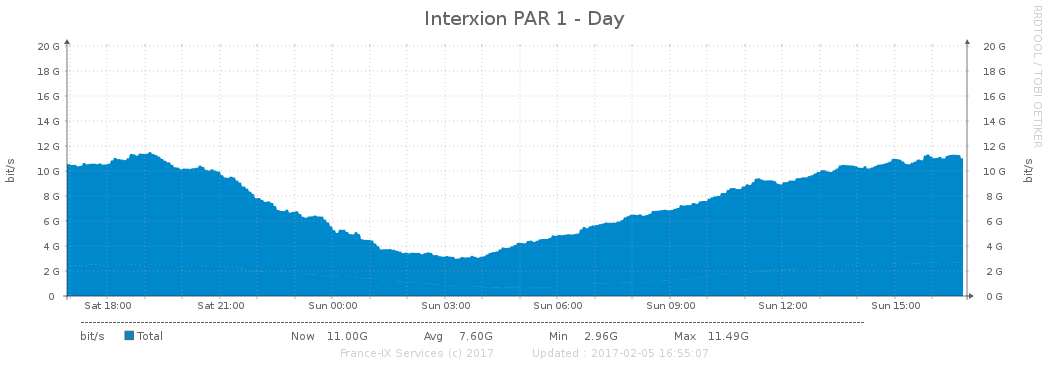 Interxion PAR 1 - Day
RRDTOOL / TOBI OETIKER
20 G 20 G
18 G 18 G
16 G 16 G
14 G 14 G
12 G 12 G
10 G 10 G
8 G 8 G
6 G 6 G
4 G 4 G
2 G 2 G
0 0 G
bit/s bit/s
Sat 18:00 Sat 21:00 Sun 00:00 Sun 03:00 Sun 06:00 Sun 09:00 Sun 12:00 Sun 15:00
bit/s Total Now 11.00G Avg 7.60G Min 2.96G Max 11.49G
France-IX Services (c) 2017 Updated : 2017-02-05 16:55:07